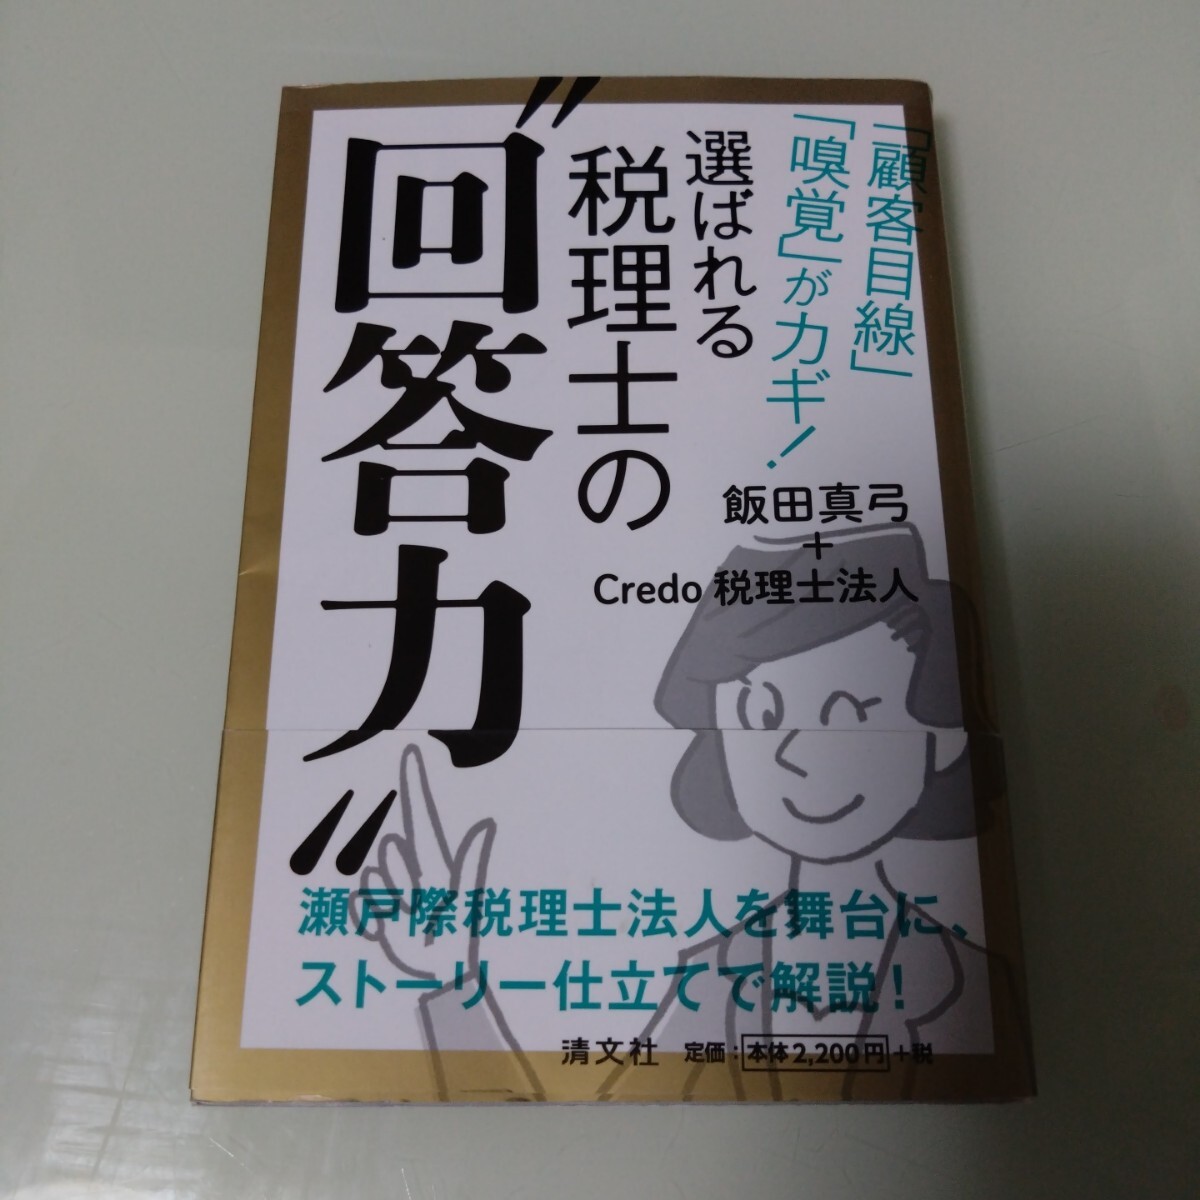 「顧客目線」
「嗅覚」がカギ！
選ばれる
税理士の
〝回答力〟
飯田真弓
+
Credo 税理士法人
瀬戸際税理士法人を舞台に、
ストーリー仕立てで解説！
清文社 定価：本体2,200円+税